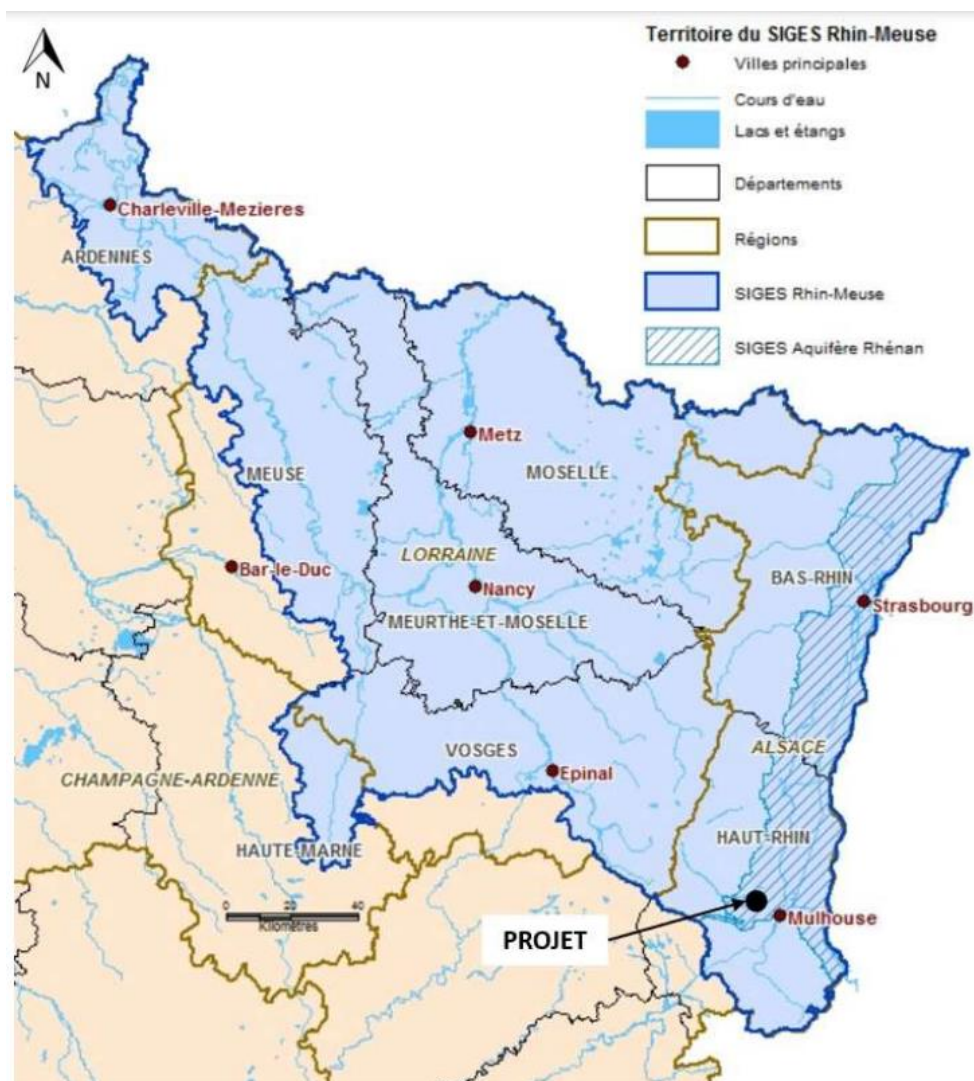 Territoire du SIGES Rhin-Meuse
Villes principales
Cours d'eau
Lacs et étangs
Départements
Régions
SIGES Rhin-Meuse
SIGES Aquifère Rhénan
N
Charleville-Mezieres
ARDENNES
Metz
MEUSE
MOSELLE
LORRAINE
Bar-le-Duc
Nancy
BAS-RHIN
Strasbourg
MEURTHE-ET-MOSELLE
VOSGES
ALSACE
Epinal
CHAMPAGNE-ARDENNE
HAUT-RHIN
HAUTE-MARNE
0 20 40
Kilomètres
Mulhouse
PROJET